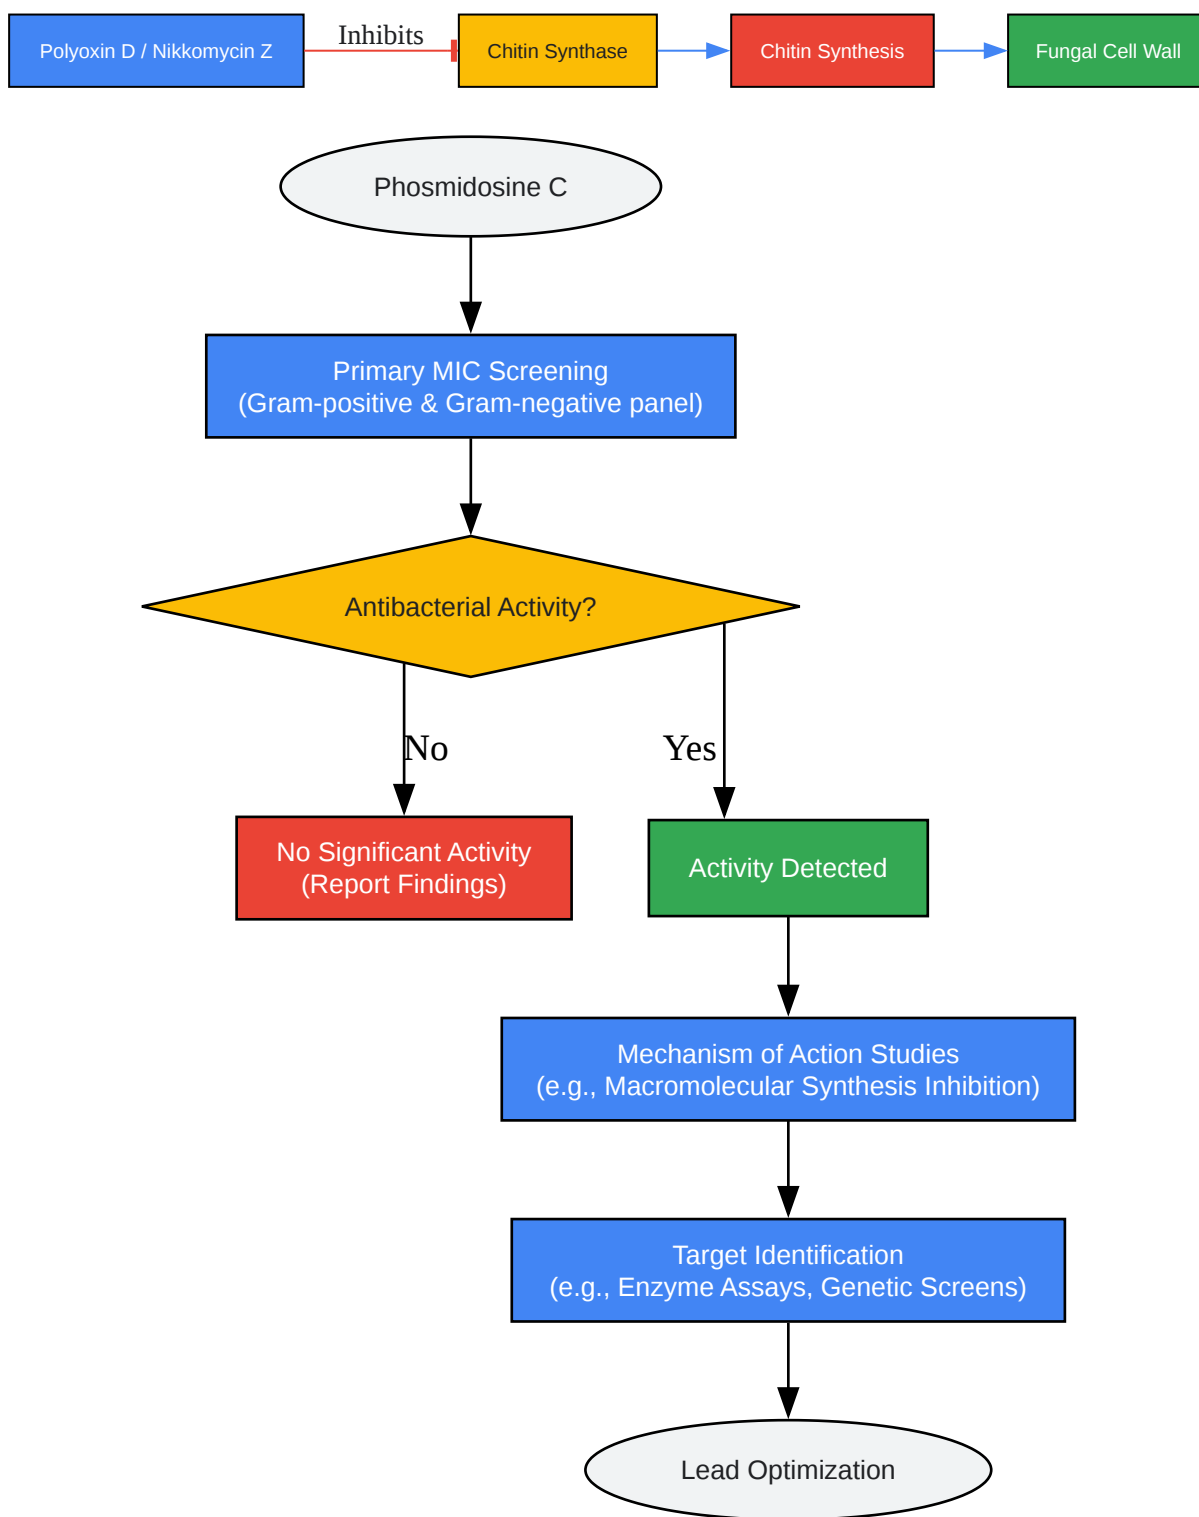 Polyoxin D / Nikkomycin Z
Inhibits
Chitin Synthase
Chitin Synthesis
Fungal Cell Wall
Phosmidosine C
Primary MIC Screening
(Gram-positive & Gram-negative panel)
Antibacterial Activity?
No
Yes
No Significant Activity
(Report Findings)
Activity Detected
Mechanism of Action Studies
(e.g., Macromolecular Synthesis Inhibition)
Target Identification
(e.g., Enzyme Assays, Genetic Screens)
Lead Optimization